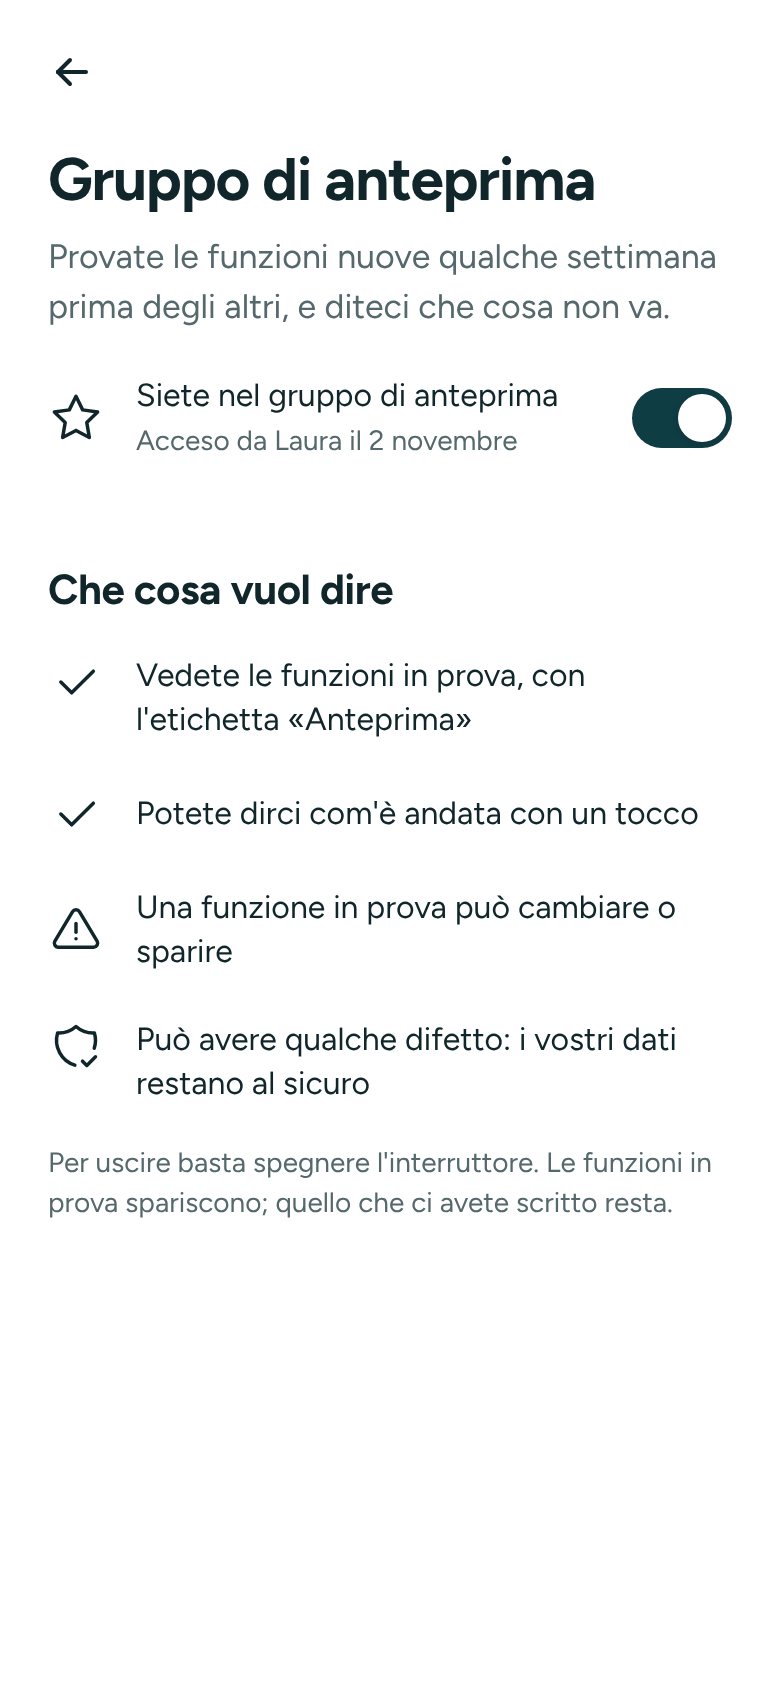 Gruppo di anteprima
Provate le funzioni nuove qualche settimana
prima degli altri, e diteci che cosa non va.
Siete nel gruppo di anteprima
Acceso da Laura il 2 novembre
Che cosa vuol dire
Vedete le funzioni in prova, con
l'etichetta «Anteprima»
Potete dirci com'è andata con un tocco
Una funzione in prova può cambiare o
sparire
Può avere qualche difetto: i vostri dati
restano al sicuro
Per uscire basta spegnere l'interruttore. Le funzioni in
prova spariscono; quello che ci avete scritto resta.